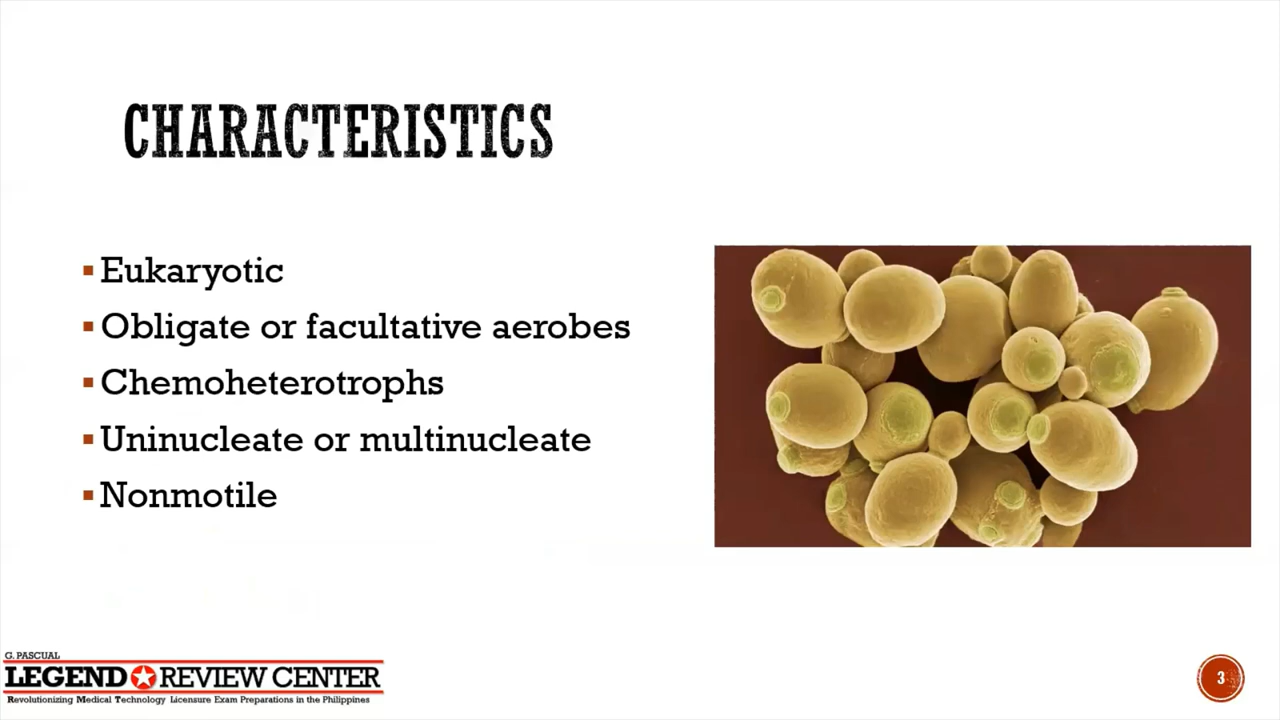 CHARACTERISTICS
Eukaryotic
Obligate or facultative aerobes
Chemoheterotrophs
Uninucleate or multinucleate
Nonmotile
G. PASCUAL
LEGEND REVIEW CENTER
Revolutionizing Medical Technology Licensure Exam Preparations in the Philippines
3